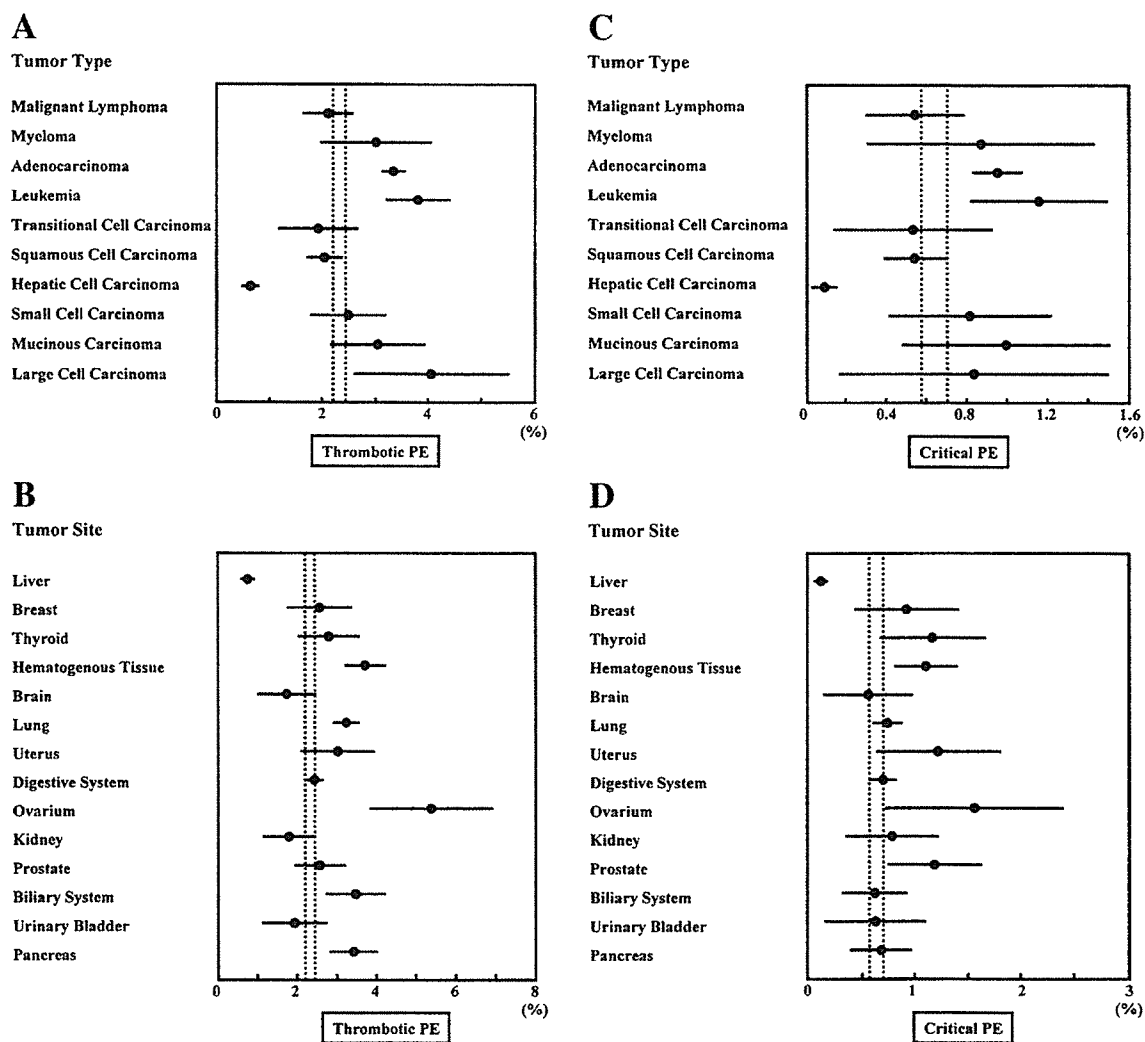 A
Tumor Type
Malignant Lymphoma
Myeloma
Adenocarcinoma
Leukemia
Transitional Cell Carcinoma
Squamous Cell Carcinoma
Hepatic Cell Carcinoma
Small Cell Carcinoma
Mucinous Carcinoma
Large Cell Carcinoma
0 2 4 6
(%)
Thrombotic PE
B
Tumor Site
Liver
Breast
Thyroid
Hematogenous Tissue
Brain
Lung
Uterus
Digestive System
Ovarium
Kidney
Prostate
Biliary System
Urinary Bladder
Pancreas
0 2 4 6 8
(%)
Thrombotic PE
C
Tumor Type
Malignant Lymphoma
Myeloma
Adenocarcinoma
Leukemia
Transitional Cell Carcinoma
Squamous Cell Carcinoma
Hepatic Cell Carcinoma
Small Cell Carcinoma
Mucinous Carcinoma
Large Cell Carcinoma
0 0.4 0.8 1.2 1.6
(%)
Critical PE
D
Tumor Site
Liver
Breast
Thyroid
Hematogenous Tissue
Brain
Lung
Uterus
Digestive System
Ovarium
Kidney
Prostate
Biliary System
Urinary Bladder
Pancreas
0 1 2 3
(%)
Critical PE